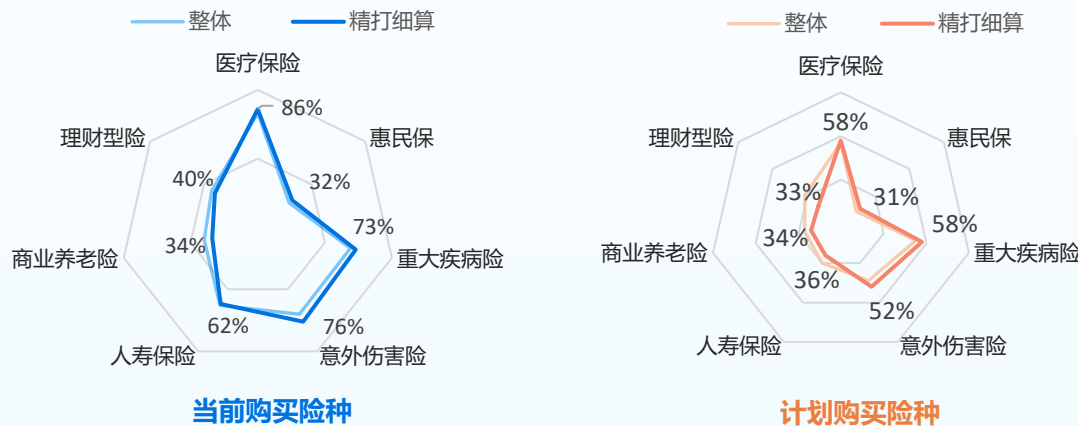 整体
精打细算
医疗保险
86%
惠民保
32%
73%
重大疾病险
76%
意外伤害险
62%
人寿保险
34%
商业养老险
40%
理财型险
当前购买险种
整体
精打细算
医疗保险
58%
惠民保
31%
58%
重大疾病险
52%
意外伤害险
36%
人寿保险
34%
商业养老险
33%
理财型险
计划购买险种